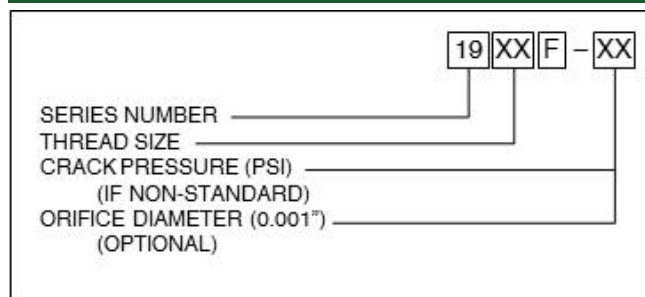 19 XX F – XX
SERIES NUMBER
THREAD SIZE
CRACK PRESSURE (PSI)
(IF NON-STANDARD)
ORIFICE DIAMETER (0.001”)
(OPTIONAL)